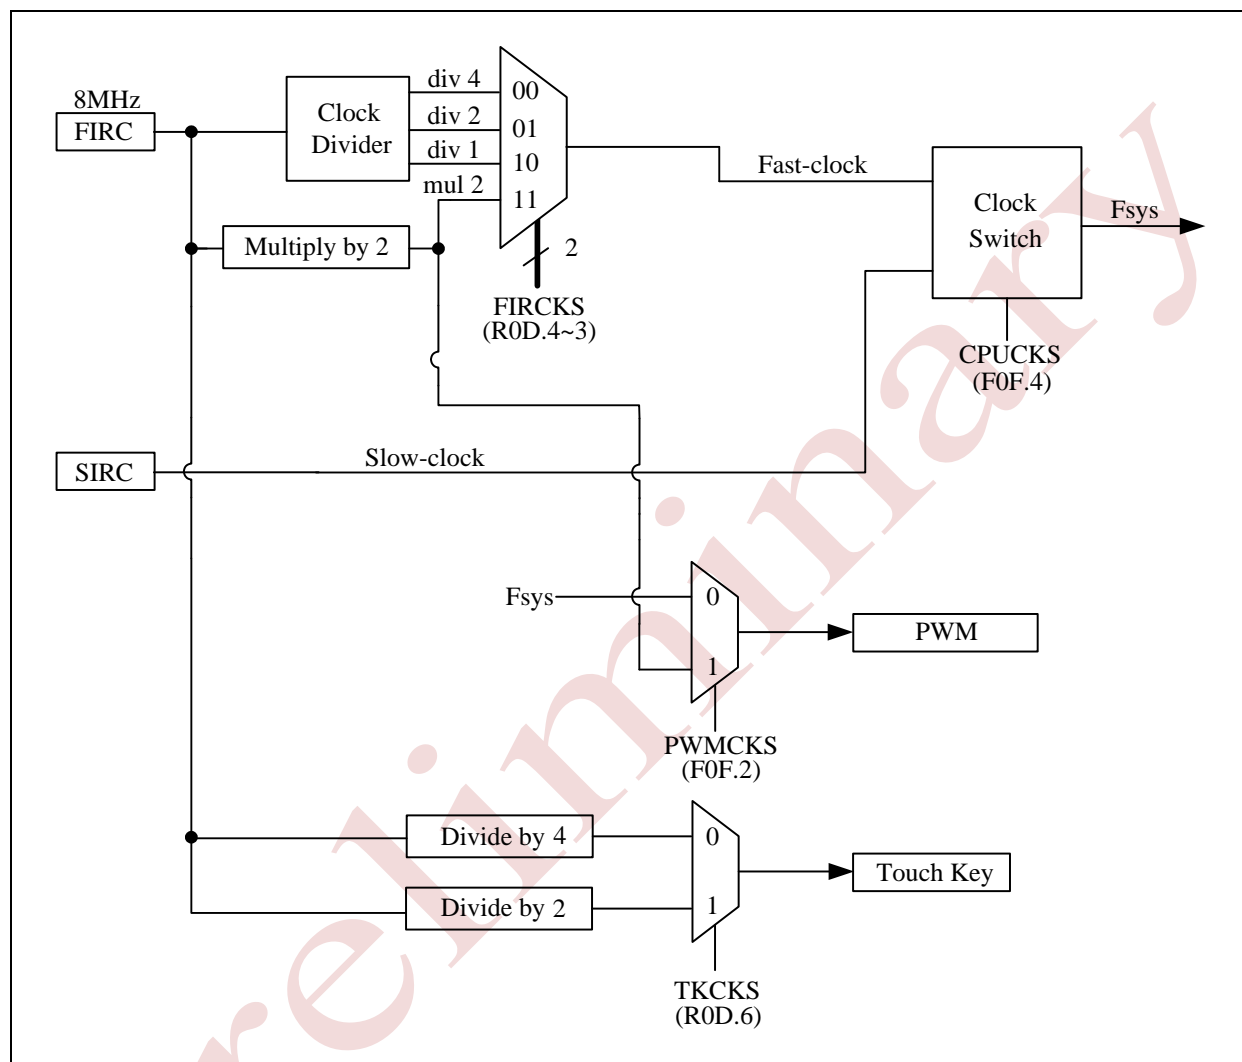 8MHz
FIRC
Clock
Divider
div 4
div 2
div 1
mul 2
00
01
10
11
Multiply by 2
2
FIRCKS
(R0D.4~3)
Fast-clock
Clock
Switch
Fsys
CPUCKS
(F0F.4)
SIRC
Slow-clock
Fsys
0
1
PWM
PWMCKS
(F0F.2)
Divide by 4
Divide by 2
0
1
Touch Key
TKCKS
(R0D.6)
reliminary